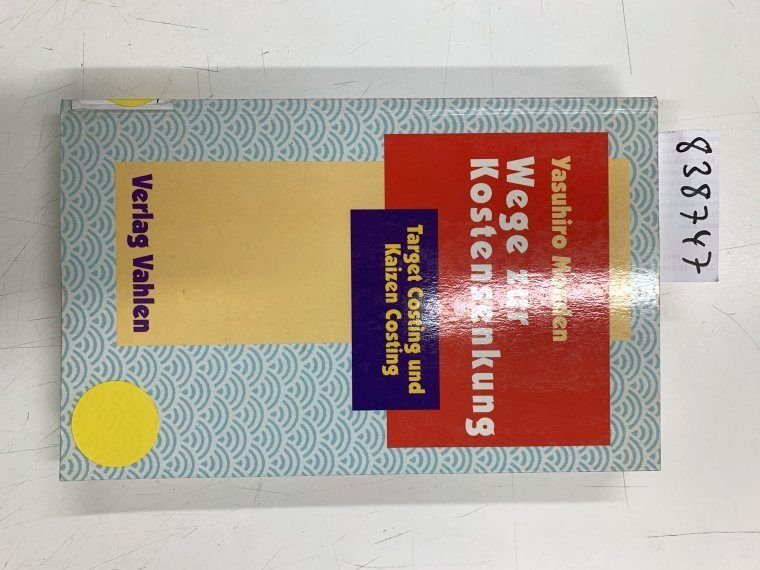 Yasuhiro Monden
Wege zur
Kostensenkung
Target Costing und
Kaizen Costing
Verlag Vahlen
838747